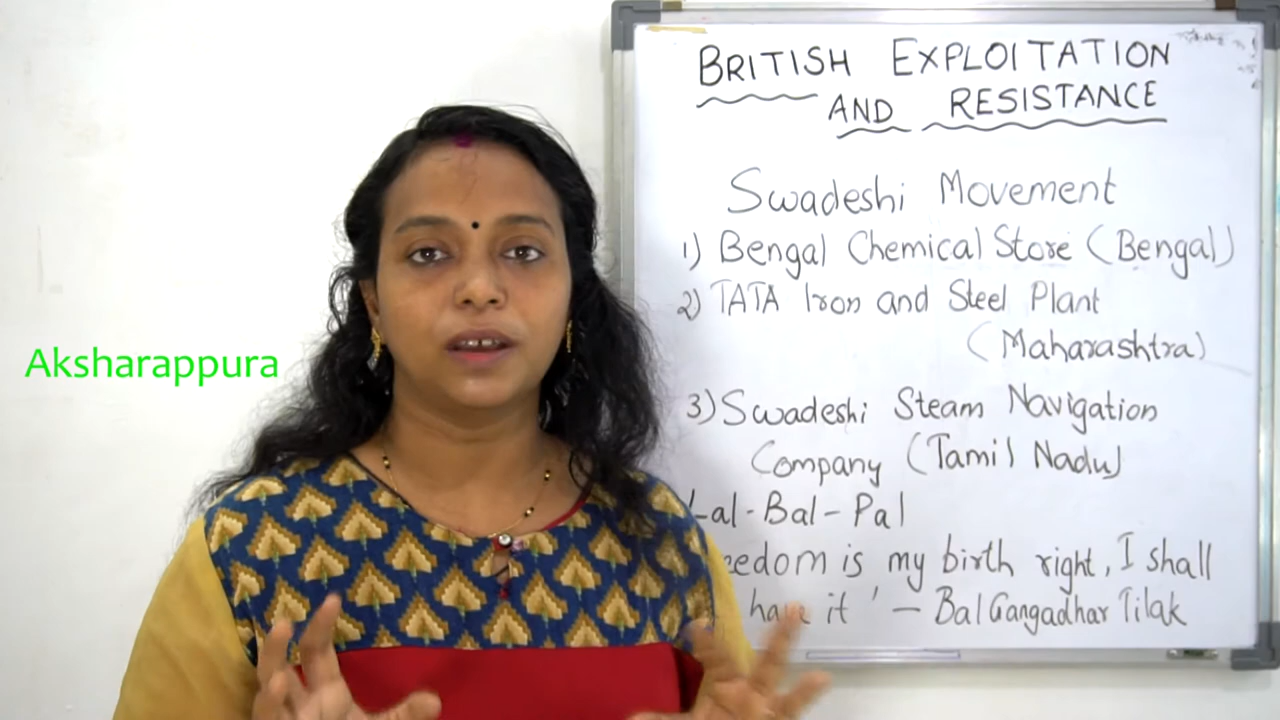 BRITISH EXPLOITATION
AND RESISTANCE
Swadeshi Movement
1) Bengal Chemical Store (Bengal)
2) TATA Iron and Steel Plant
(Maharashtra)
3) Swadeshi Steam Navigation
Company (Tamil Nadu)
Lal-Bal-Pal
eedom is my birth right, I shall
have it' - Bal Gangadhar Tilak
Aksharappura